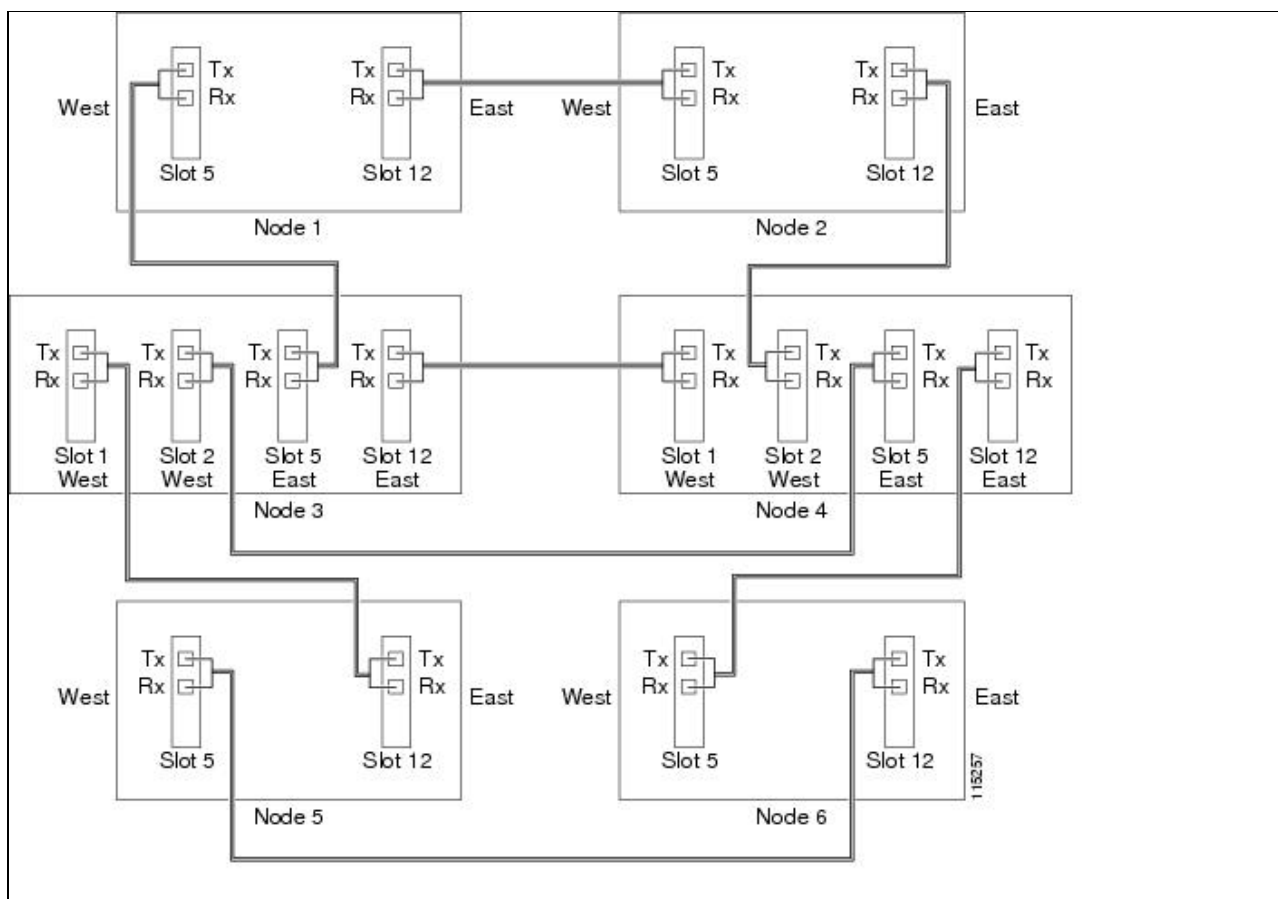 West
Tx
Rx
Slot 5
Tx
Rx
Slot 12
East
Node 1
West
Tx
Rx
Slot 5
Tx
Rx
Slot 12
East
Node 2
Tx
Rx
Slot 1
West
Tx
Rx
Slot 2
West
Tx
Rx
Slot 5
East
Tx
Rx
Slot 12
East
Node 3
Tx
Rx
Slot 1
West
Tx
Rx
Slot 2
West
Tx
Rx
Slot 5
East
Tx
Rx
Slot 12
East
Node 4
West
Tx
Rx
Slot 5
Tx
Rx
Slot 12
East
Node 5
West
Tx
Rx
Slot 5
Tx
Rx
Slot 12
East
Node 6
115257